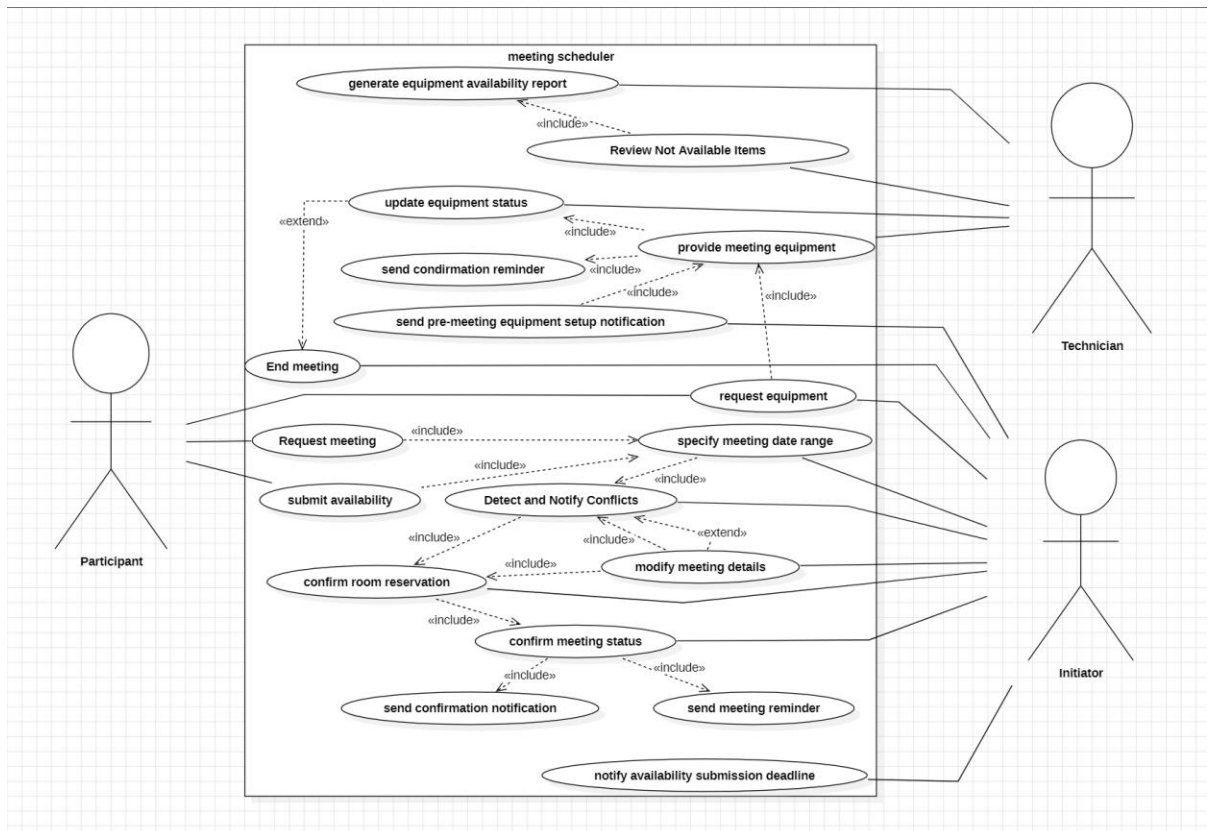 meeting scheduler
generate equipment availability report
«include»
Review Not Available Items
update equipment status
«extend»
«include»
provide meeting equipment
send condirmation reminder
«include»
«include»
«include»
send pre-meeting equipment setup notification
Technician
End meeting
request equipment
«include»
Request meeting
specify meeting date range
«include»
«include»
submit availability
Detect and Notify Conflicts
«extend»
«include»
«include»
Participant
«include»
modify meeting details
confirm room reservation
«include»
confirm meeting status
«include»
«include»
Initiator
send confirmation notification
send meeting reminder
notify availability submission deadline